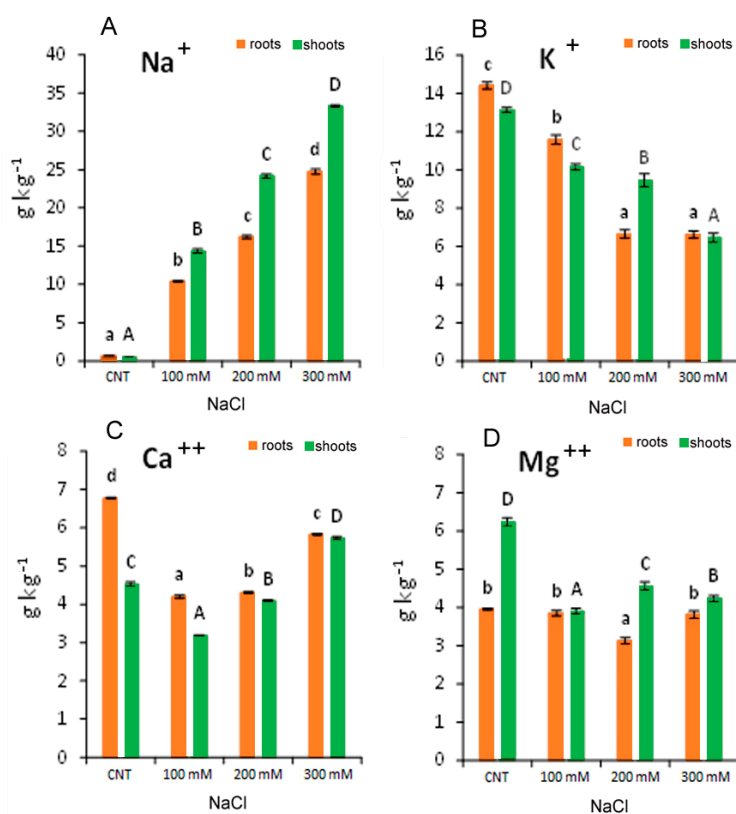 A
Na +
roots shoots
g kg-1
40
35
30
25
20
15
10
5
0
a A
b B
c C
d D
CNT 100 mM 200 mM 300 mM
NaCl
B
K +
roots shoots
g kg-1
16
14
12
10
8
6
4
2
0
c D
b C
a B
a A
CNT 100 mM 200 mM 300 mM
NaCl
C
Ca ++
roots shoots
g kg-1
8
7
6
5
4
3
2
1
0
d C
a A
b B
c D
CNT 100 mM 200 mM 300 mM
NaCl
D
Mg ++
roots shoots
g kg-1
8
7
6
5
4
3
2
1
0
b D
b A
a C
b B
CNT 100 mM 200 mM 300 mM
NaCl